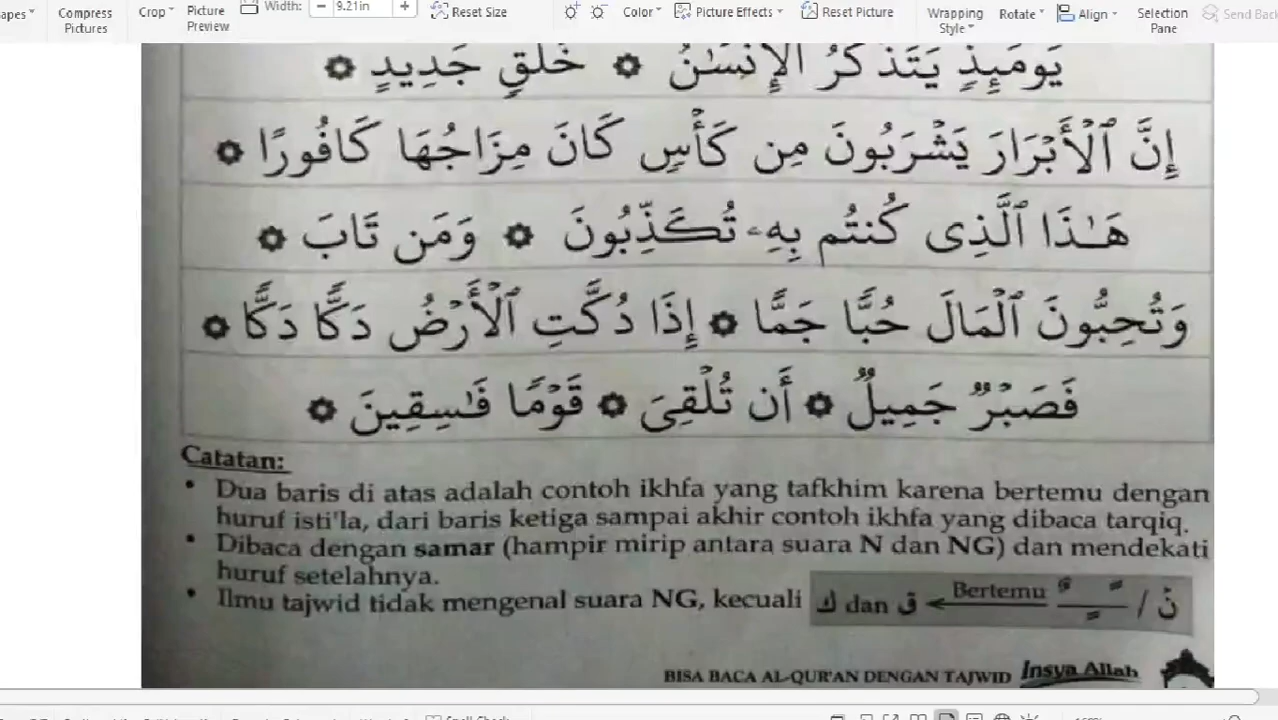 Compress Pictures
Crop
Picture Preview
Width:
9.21in
Reset Size
Color
Picture Effects
Reset Picture
Wrapping Style
Rotate
Align
Selection Pane
Send Back
يَوْمَئِذٍ يَتَذَكَّرُ الْإِنْسَٰنُ ۞ خَلْقٍ جَدِيدٍ ۞
إِنَّ ٱلْأَبْرَارَ يَشْرَبُونَ مِن كَأْسٍ كَانَ مِزَاجُهَا كَافُورًا ۞
هَـٰذَا ٱلَّذِى كُنتُم بِهِۦ تُكَذِّبُونَ ۞ وَمَن تَابَ ۞
وَتُحِبُّونَ ٱلْمَالَ حُبًّا جَمًّا ۞ إِذَا دُكَّتِ ٱلْأَرْضُ دَكًّا دَكًّا ۞
فَصَبْرٌ جَمِيلٌ ۞ أَن تُلْقِىَ ۞ قَوْمًا فَـٰسِقِينَ ۞
Catatan:
• Dua baris di atas adalah contoh ikhfa yang tafkhim karena bertemu dengan
huruf isti'la, dari baris ketiga sampai akhir contoh ikhfa yang dibaca tarqiq.
• Dibaca dengan samar (hampir mirip antara suara N dan NG) dan mendekati
huruf setelahnya.
• Ilmu tajwid tidak mengenal suara NG, kecuali نْ / ـًـٍـٌ Bertemu ق dan ك
BISA BACA AL-QUR'AN DENGAN TAJWID Insya Allah